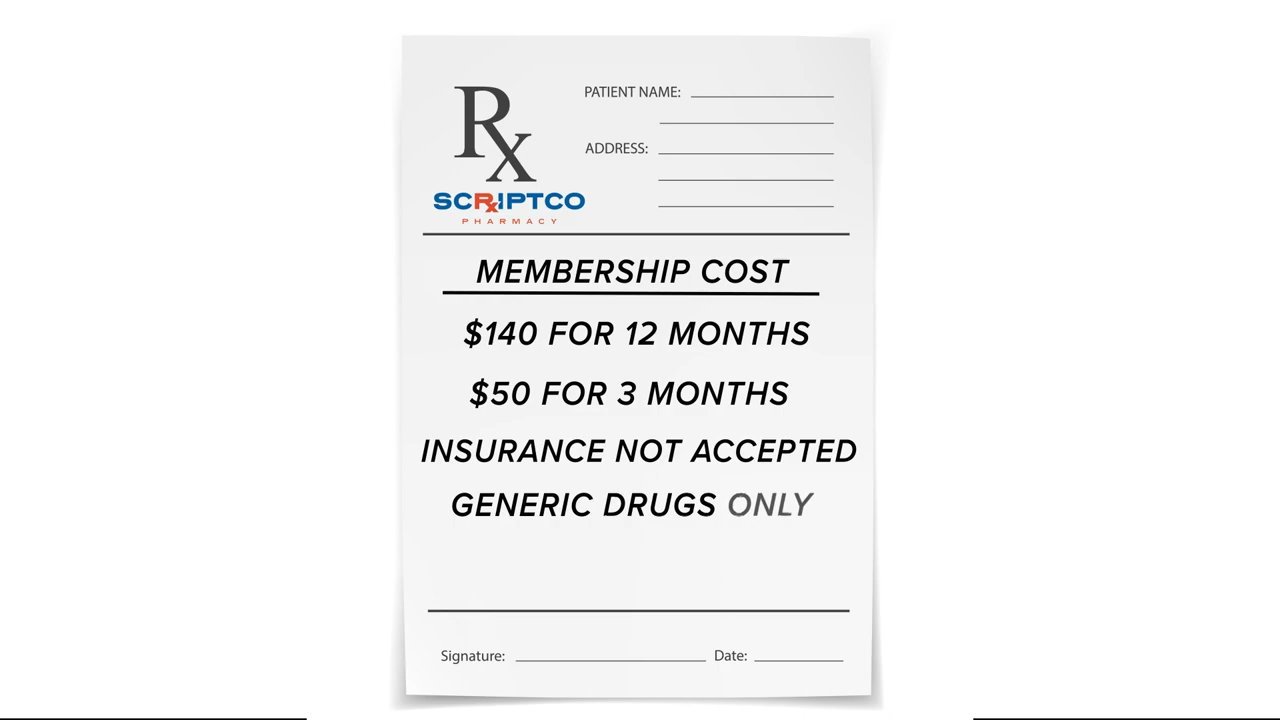 Rx
PATIENT NAME:
ADDRESS:
SCRIPTCO
PHARMACY
MEMBERSHIP COST
$140 FOR 12 MONTHS
$50 FOR 3 MONTHS
INSURANCE NOT ACCEPTED
GENERIC DRUGS ONLY
Signature: Date: